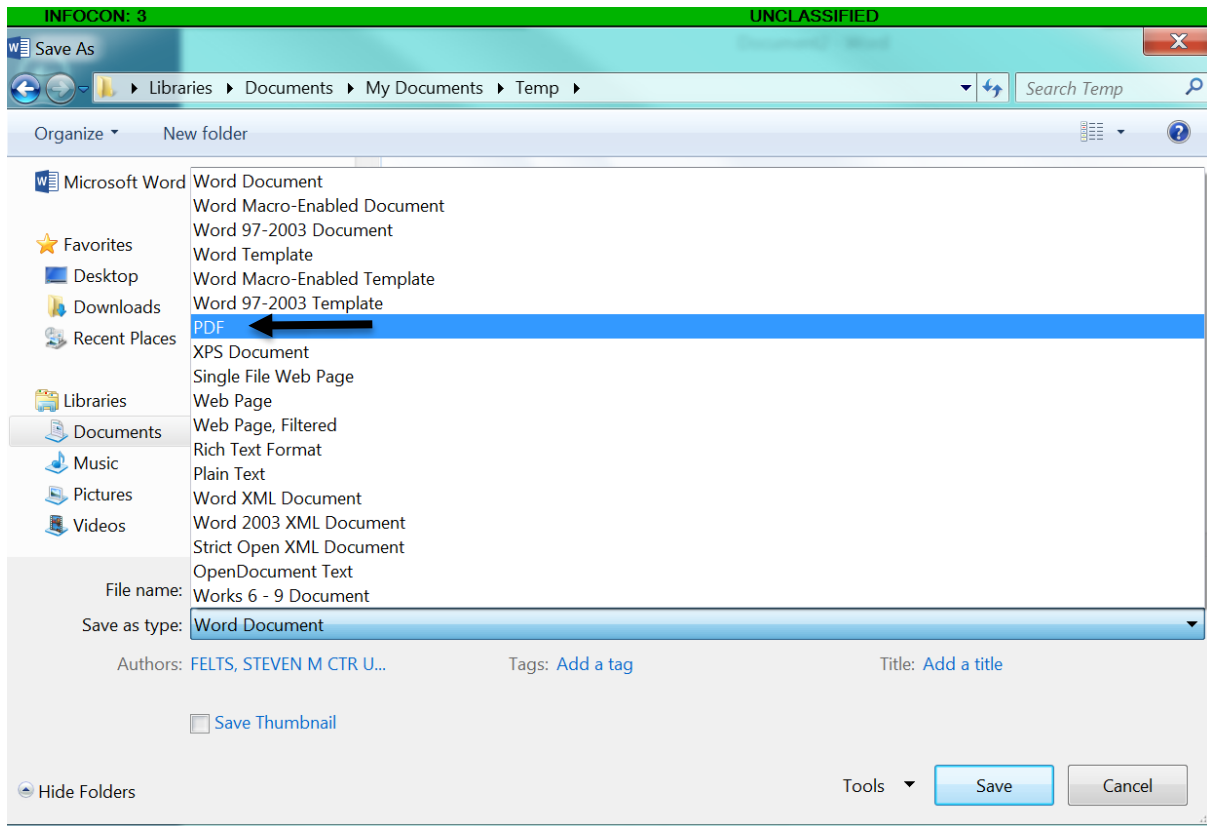 INFOCON: 3 UNCLASSIFIED
Save As
Libraries Documents My Documents Temp
Search Temp
Organize New folder
Microsoft Word
Favorites
Desktop
Downloads
Recent Places
Libraries
Documents
Music
Pictures
Videos
Word Document
Word Macro-Enabled Document
Word 97-2003 Document
Word Template
Word Macro-Enabled Template
Word 97-2003 Template
PDF
XPS Document
Single File Web Page
Web Page
Web Page, Filtered
Rich Text Format
Plain Text
Word XML Document
Word 2003 XML Document
Strict Open XML Document
OpenDocument Text
Works 6 - 9 Document
File name:
Save as type: Word Document
Authors: FELTS, STEVEN M CTR U... Tags: Add a tag Title: Add a title
Save Thumbnail
Hide Folders Tools Save Cancel